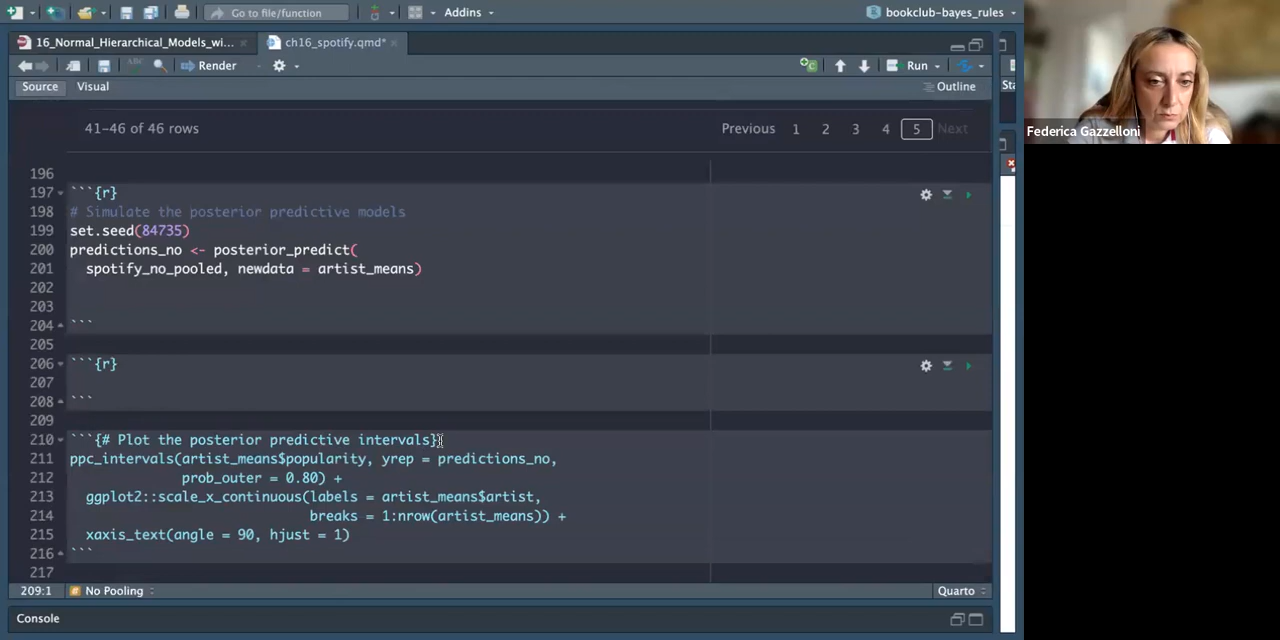 Go to file/function
Addins
bookclub-bayes_rules
16_Normal_Hierarchical_Models_wi...
ch16_spotify.qmd*
ABC
Render
Run
Source
Visual
Outline
Sta
41-46 of 46 rows
Previous 1 2 3 4 5 Next
Federica Gazzelloni
196
197 ```{r}
198 # Simulate the posterior predictive models
199 set.seed(84735)
200 predictions_no <- posterior_predict(
201 spotify_no_pooled, newdata = artist_means)
202
203
204 ```
205
206 ```{r}
207
208 ```
209
210 ```{# Plot the posterior predictive intervals}}
211 ppc_intervals(artist_means$popularity, yrep = predictions_no,
212 prob_outer = 0.80) +
213 ggplot2::scale_x_continuous(labels = artist_means$artist,
214 breaks = 1:nrow(artist_means)) +
215 xaxis_text(angle = 90, hjust = 1)
216 ```
217
209:1
No Pooling
Quarto
Console